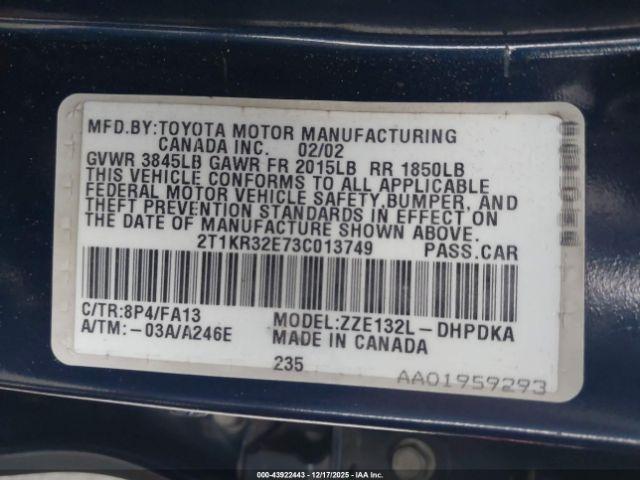 MFD.BY:TOYOTA MOTOR MANUFACTURING
CANADA INC. 02/02
GVWR 3845LB GAWR FR 2015LB RR 1850LB
THIS VEHICLE CONFORMS TO ALL APPLICABLE
FEDERAL MOTOR VEHICLE SAFETY,BUMPER, AND
THEFT PREVENTION STANDARDS IN EFFECT ON
THE DATE OF MANUFACTURE SHOWN ABOVE.
2T1KR32E73C013749 PASS.CAR
C/TR:8P4/FA13 MODEL:ZZE132L-DHPDKA
A/TM:-03A/A246E MADE IN CANADA
235
AA01959293
000-43922443 | 12/17/2025 - IAA Inc.